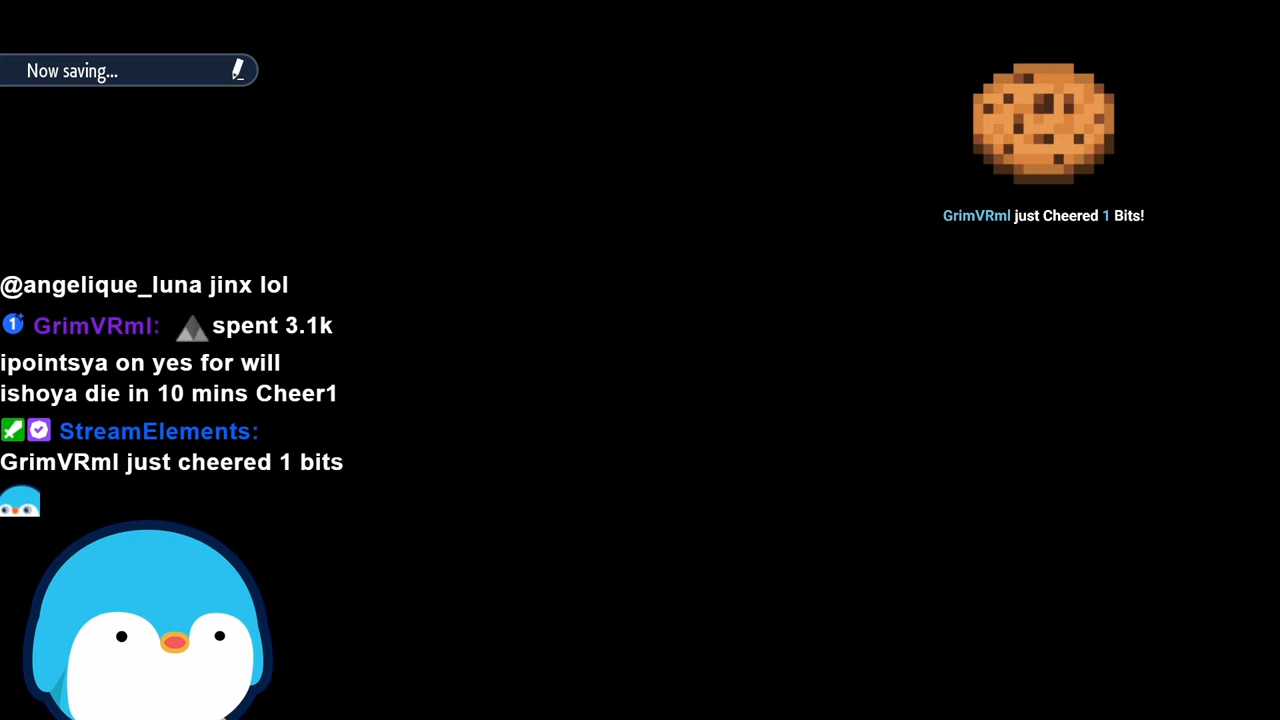 Now saving...
GrimVRml just Cheered 1 Bits!
@angelique_luna jinx lol
1 GrimVRml: spent 3.1k
ipointsya on yes for will
ishoya die in 10 mins Cheer1
StreamElements:
GrimVRml just cheered 1 bits